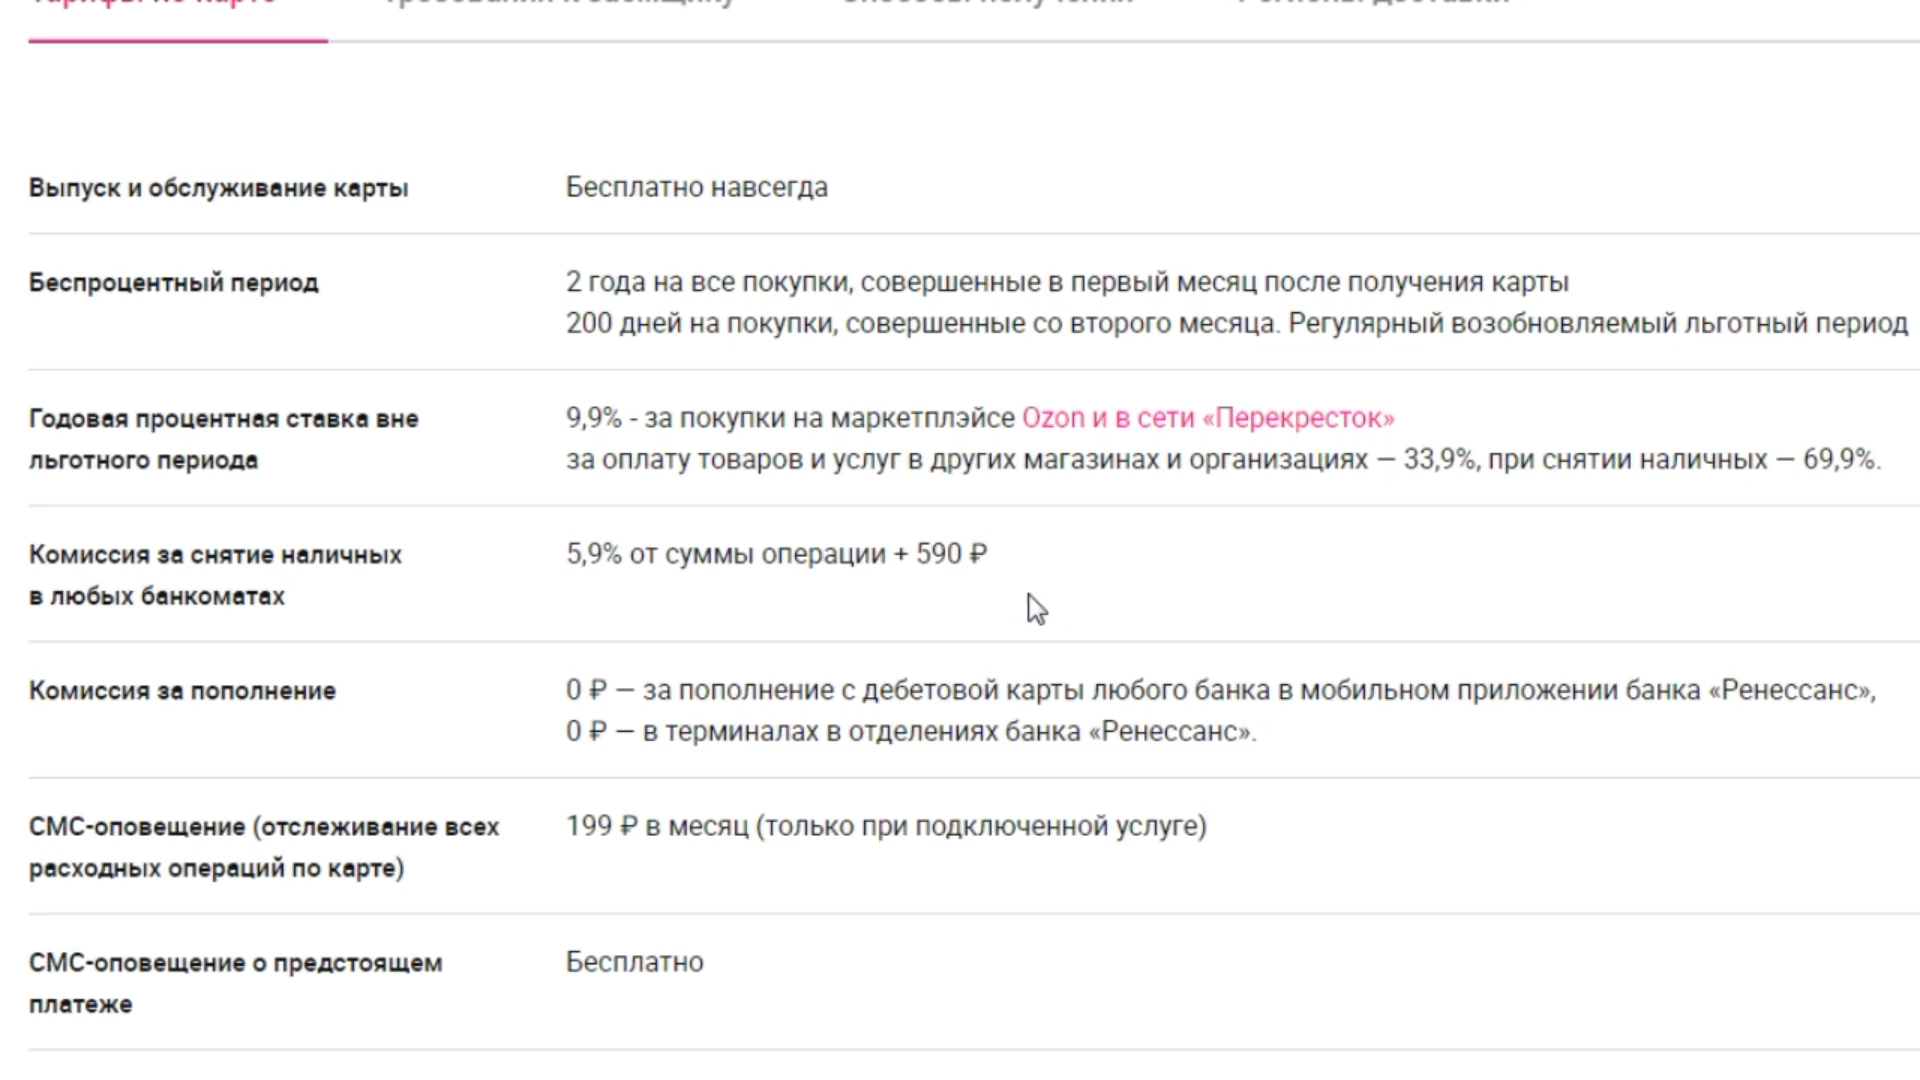 Тарифы по карте
Выпуск и обслуживание карты
Бесплатно навсегда
Беспроцентный период
2 года на все покупки, совершенные в первый месяц после получения карты
200 дней на покупки, совершенные со второго месяца. Регулярный возобновляемый льготный период
Годовая процентная ставка вне
льготного периода
9,9% - за покупки на маркетплэйсе Ozon и в сети «Перекресток»
за оплату товаров и услуг в других магазинах и организациях — 33,9%, при снятии наличных — 69,9%.
Комиссия за снятие наличных
в любых банкоматах
5,9% от суммы операции + 590 ₽
Комиссия за пополнение
0 ₽ — за пополнение с дебетовой карты любого банка в мобильном приложении банка «Ренессанс»,
0 ₽ — в терминалах в отделениях банка «Ренессанс».
СМС-оповещение (отслеживание всех
расходных операций по карте)
199 ₽ в месяц (только при подключенной услуге)
СМС-оповещение о предстоящем
платеже
Бесплатно